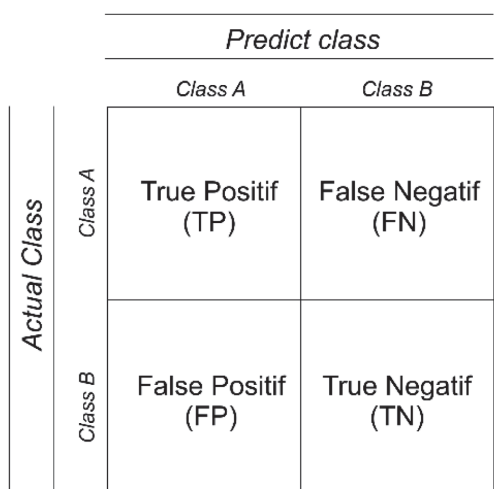 Predict class
Class A
Class B
Actual Class
Class A
True Positif
(TP)
False Negatif
(FN)
Class B
False Positif
(FP)
True Negatif
(TN)